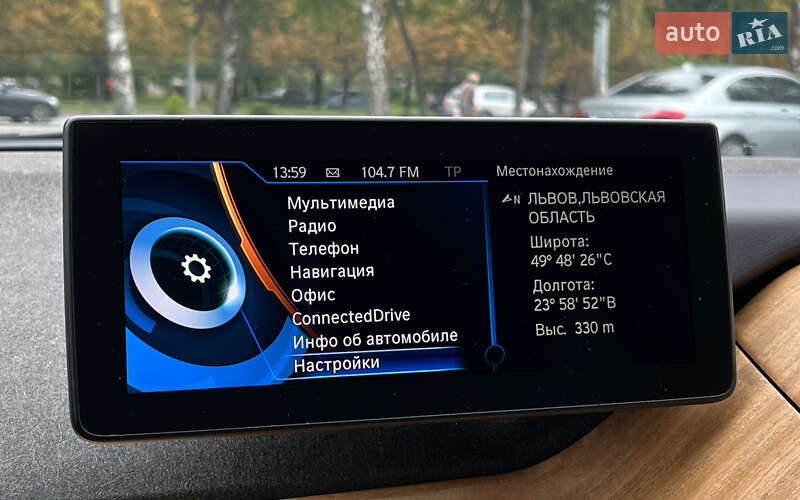 auto RIA.com
13:59 104.7 FM TP
Мультимедиа
Радио
Телефон
Навигация
Офис
ConnectedDrive
Инфо об автомобиле
Настройки
Местонахождение
N ЛЬВОВ,ЛЬВОВСКАЯ
ОБЛАСТЬ
Широта:
49° 48' 26"С
Долгота:
23° 58' 52"В
Выс. 330 m